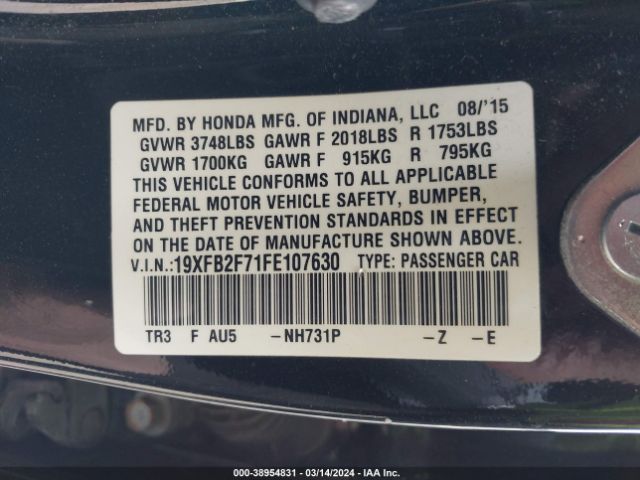 MFD. BY HONDA MFG. OF INDIANA, LLC 08/'15
GVWR 3748LBS GAWR F 2018LBS R 1753LBS
GVWR 1700KG GAWR F 915KG R 795KG
THIS VEHICLE CONFORMS TO ALL APPLICABLE
FEDERAL MOTOR VEHICLE SAFETY, BUMPER,
AND THEFT PREVENTION STANDARDS IN EFFECT
ON THE DATE OF MANUFACTURE SHOWN ABOVE.
V.I.N.:19XFB2F71FE107630 TYPE: PASSENGER CAR
TR3 F AU5 -NH731P -Z -E
000-38954831 - 03/14/2024 - IAA Inc.